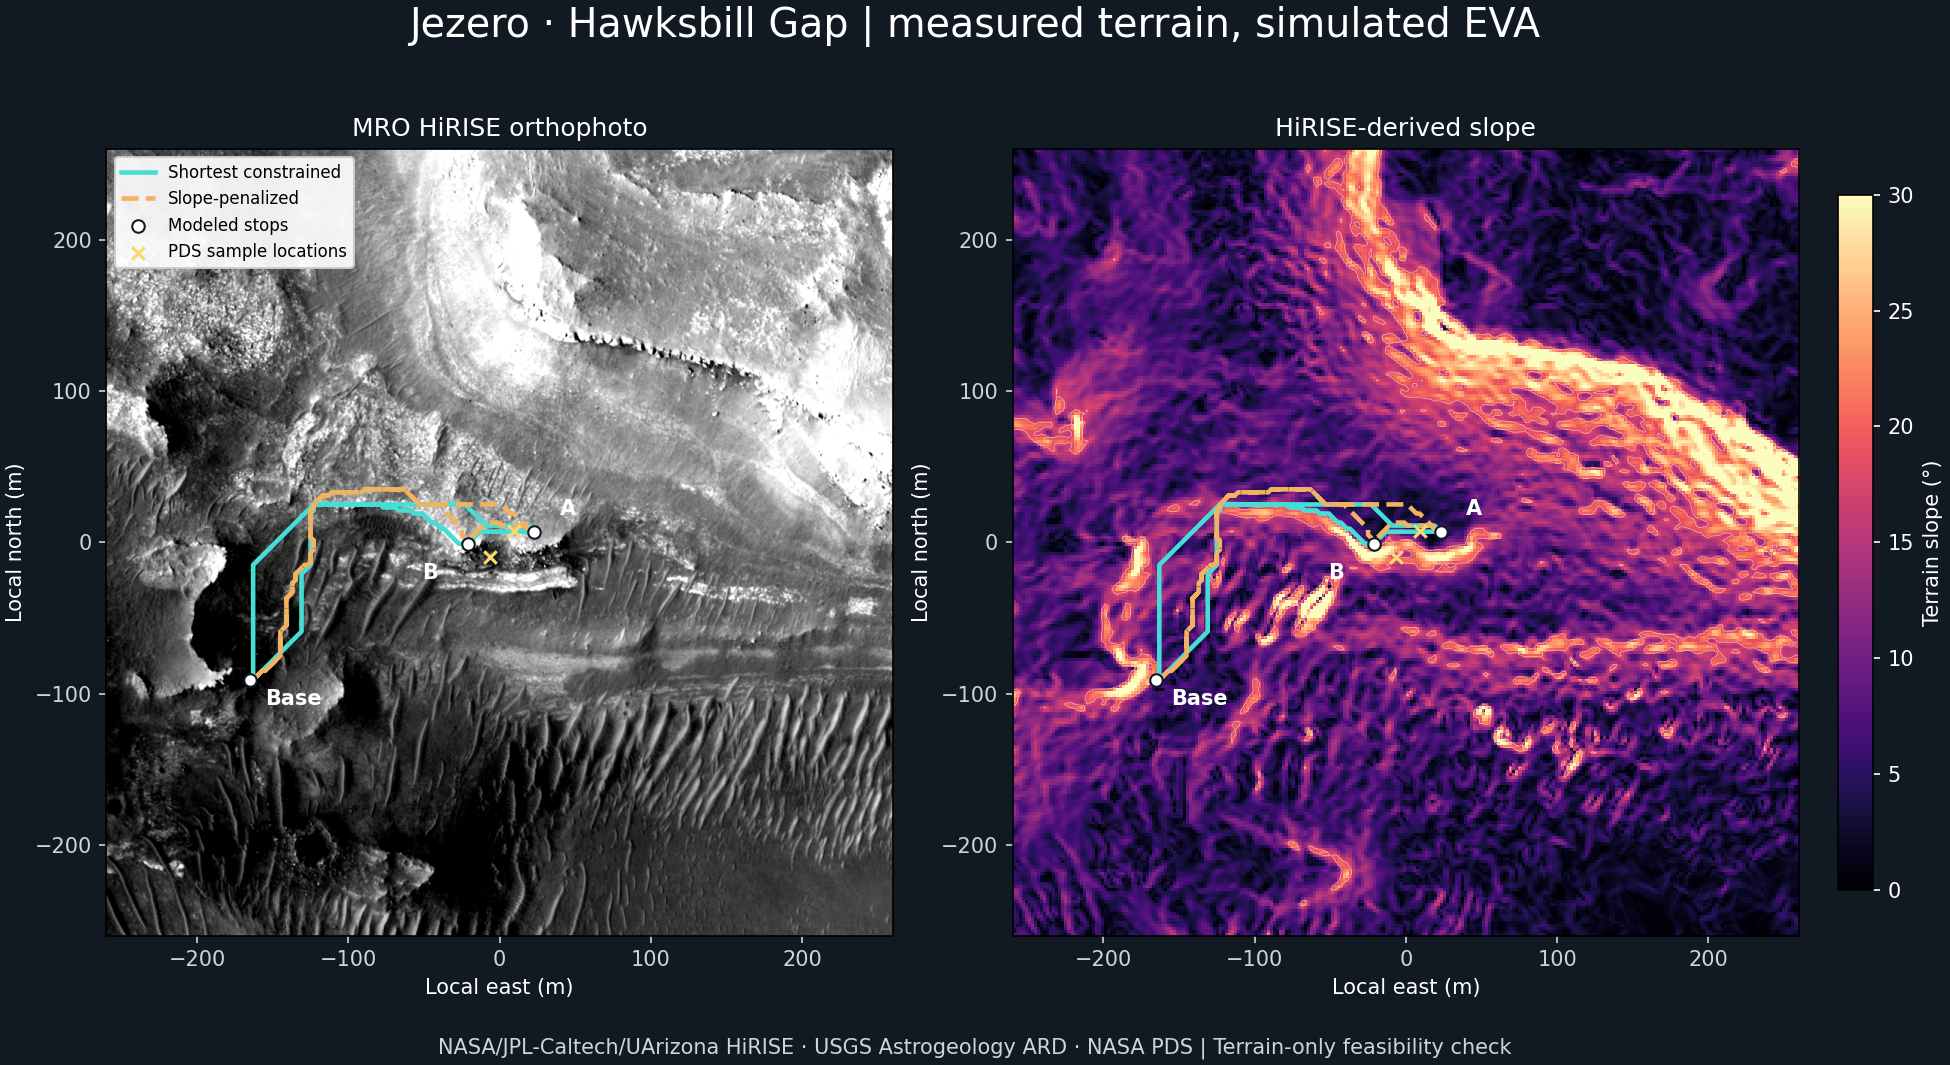 Jezero · Hawksbill Gap | measured terrain, simulated EVA
MRO HiRISE orthophoto
Shortest constrained
Slope-penalized
Modeled stops
PDS sample locations
A
B
Base
200
100
0
−100
−200
Local north (m)
−200
−100
0
100
200
Local east (m)
HiRISE-derived slope
A
B
Base
200
100
0
−100
−200
Local north (m)
−200
−100
0
100
200
Local east (m)
30
25
20
15
10
5
0
Terrain slope (°)
NASA/JPL-Caltech/UArizona HiRISE · USGS Astrogeology ARD · NASA PDS | Terrain-only feasibility check